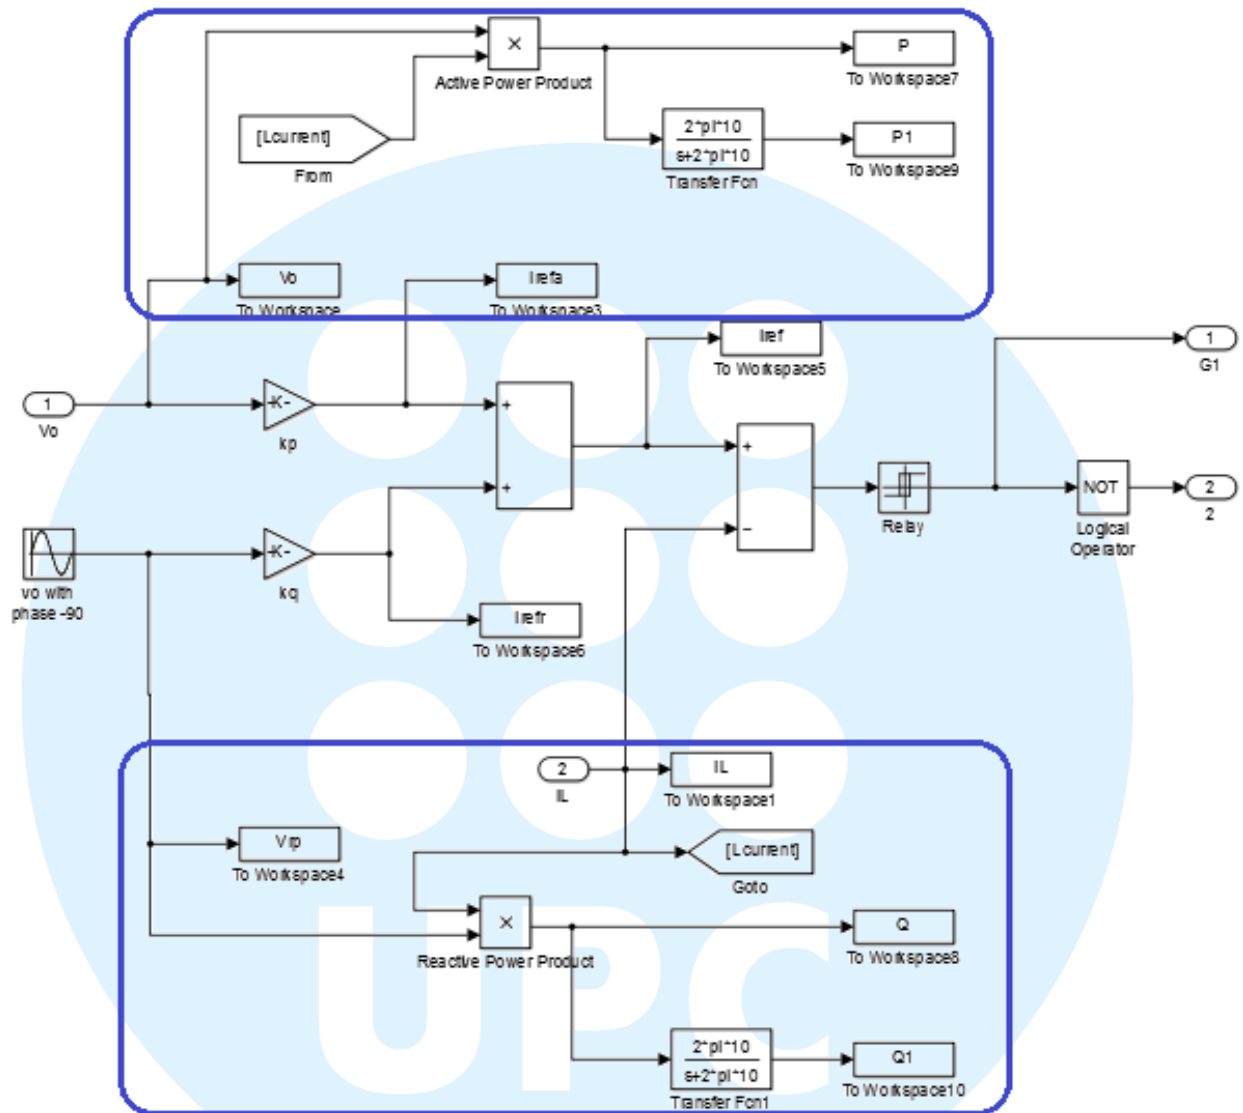 ×
Active Power Product
P
To Workspace7
[Lcurrent]
From
2*pi*10
s+2*pi*10
Transfer Fcn
P1
To Workspace9
Vo
To Workspace
Irefa
To Workspace3
Iref
To Workspace5
1
G1
1
Vo
-K-
kp
+
+
+
−
Relay
NOT
Logical
Operator
2
2
vo with
phase -90
-K-
kq
Irefr
To Workspace6
2
IL
IL
To Workspace1
Vrp
To Workspace4
[Lcurrent]
Goto
×
Reactive Power Product
Q
To Workspace8
2*pi*10
s+2*pi*10
Transfer Fcn1
Q1
To Workspace10
UPC